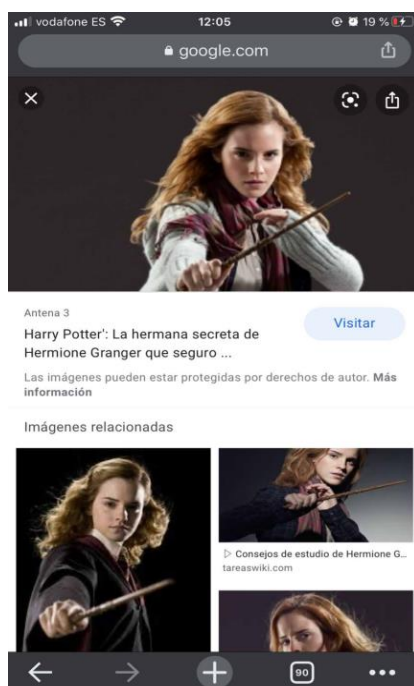 vodafone ES 12:05 19 %
google.com
Antena 3
Harry Potter': La hermana secreta de
Hermione Granger que seguro ...
Visitar
Las imágenes pueden estar protegidas por derechos de autor. Más
información
Imágenes relacionadas
Consejos de estudio de Hermione G...
tareaswiki.com
90